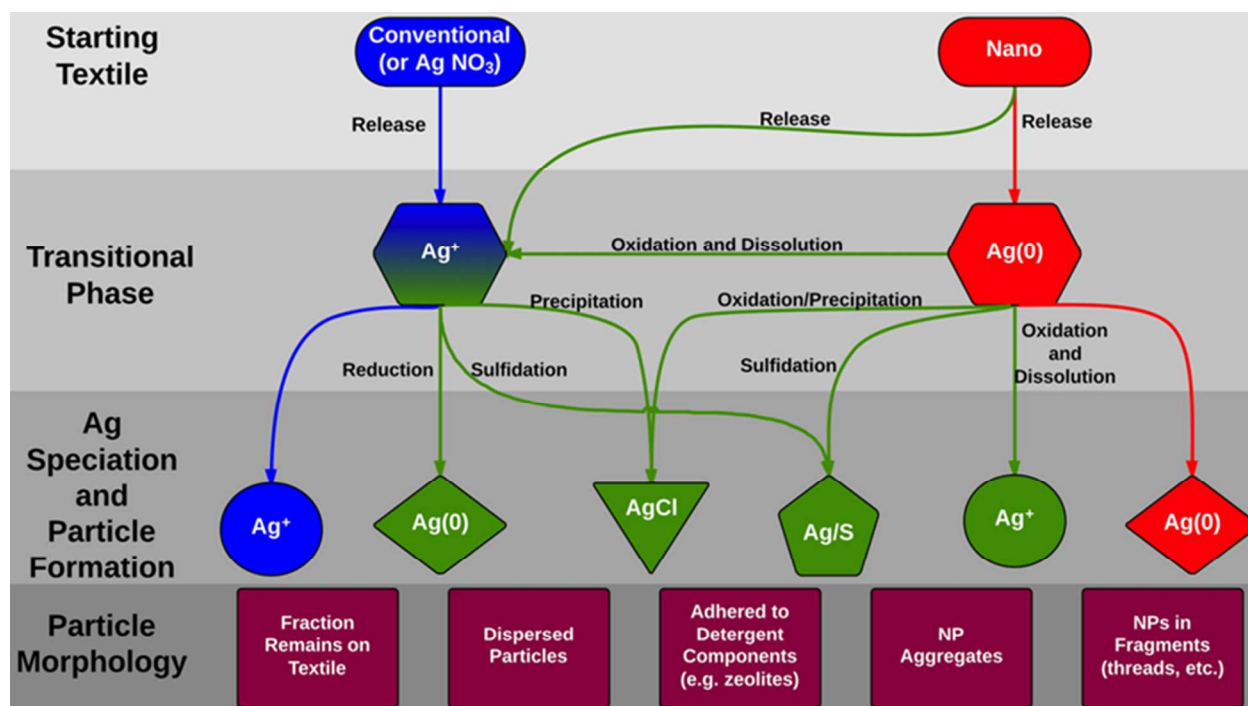 Starting
Textile
Conventional
(or Ag NO₃)
Nano
Release
Release
Release
Transitional
Phase
Ag⁺
Oxidation and Dissolution
Ag(0)
Precipitation
Oxidation/Precipitation
Reduction
Sulfidation
Sulfidation
Oxidation
and
Dissolution
Ag
Speciation
and
Particle
Formation
Ag⁺
Ag(0)
AgCl
Ag/S
Ag⁺
Ag(0)
Particle
Morphology
Fraction
Remains on
Textile
Dispersed
Particles
Adhered to
Detergent
Components
(e.g. zeolites)
NP
Aggregates
NPs in
Fragments
(threads, etc.)